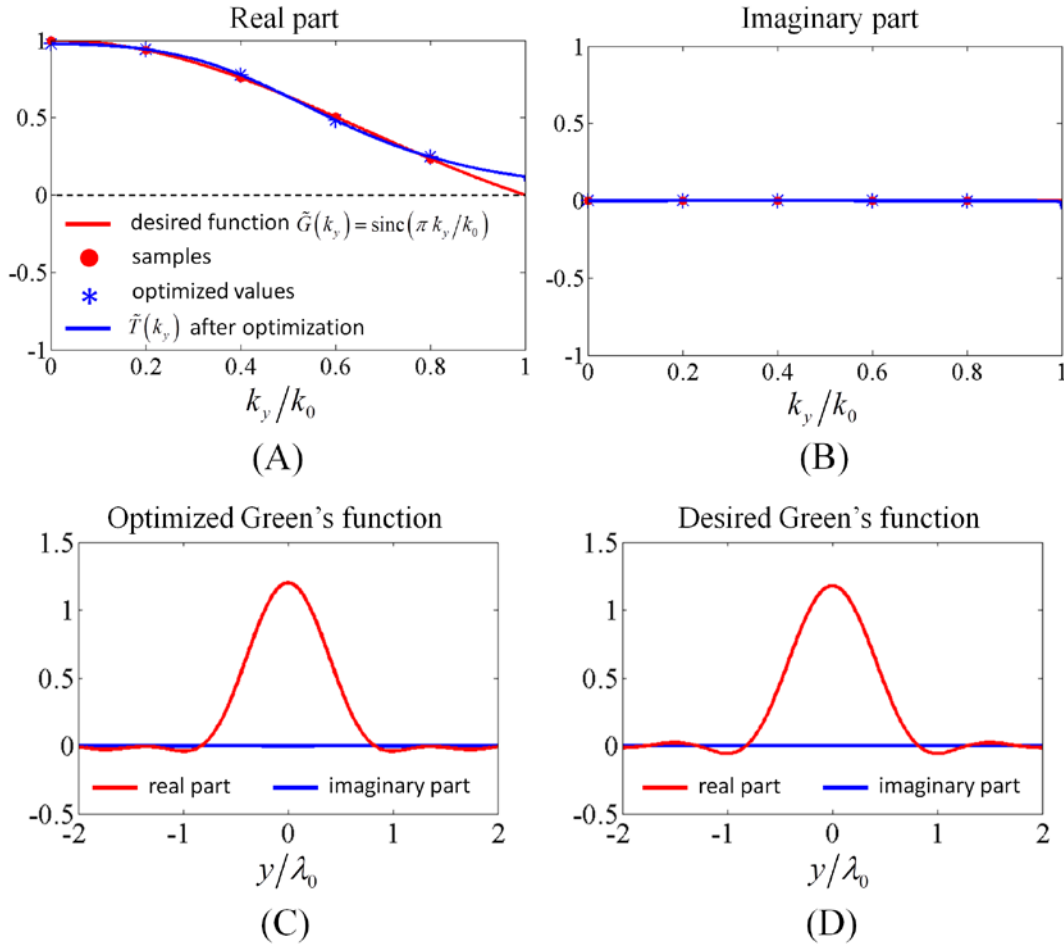 Real part
1
0.5
0
-0.5
-1
desired function G̃(k_y) = sinc(π k_y/k_0)
samples
optimized values
T̃(k_y) after optimization
0 0.2 0.4 0.6 0.8 1
k_y/k_0
(A)
Imaginary part
1
0.5
0
-0.5
-1
0 0.2 0.4 0.6 0.8 1
k_y/k_0
(B)
Optimized Green's function
1.5
1
0.5
0
-0.5
real part imaginary part
-2 -1 0 1 2
y/λ_0
(C)
Desired Green's function
1.5
1
0.5
0
-0.5
real part imaginary part
-2 -1 0 1 2
y/λ_0
(D)